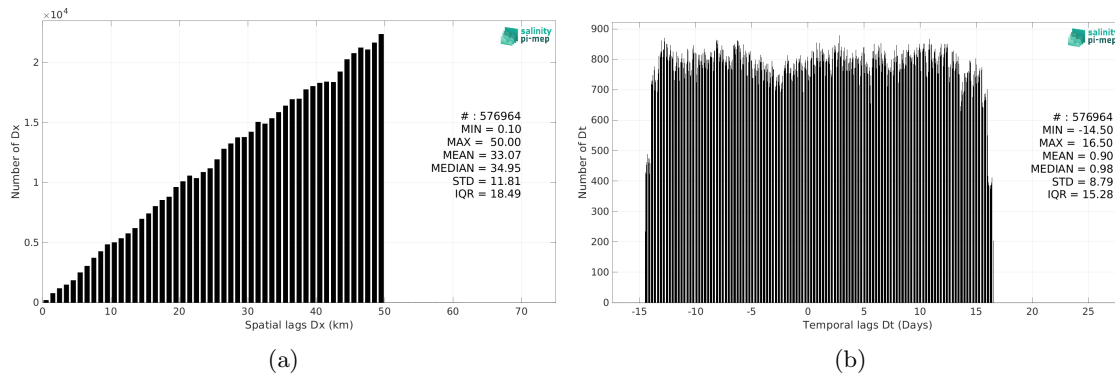 ×10⁴
2
1.5
1
0.5
0
Number of Dx
0 10 20 30 40 50 60 70
Spatial lags Dx (km)
salinity
pi-mep
# : 576964
MIN = 0.10
MAX = 50.00
MEAN = 33.07
MEDIAN = 34.95
STD = 11.81
IQR = 18.49
(a)
900
800
700
600
500
400
300
200
100
0
Number of Dt
-15 -10 -5 0 5 10 15 20 25
Temporal lags Dt (Days)
salinity
pi-mep
# : 576964
MIN = -14.50
MAX = 16.50
MEAN = 0.90
MEDIAN = 0.98
STD = 8.79
IQR = 15.28
(b)